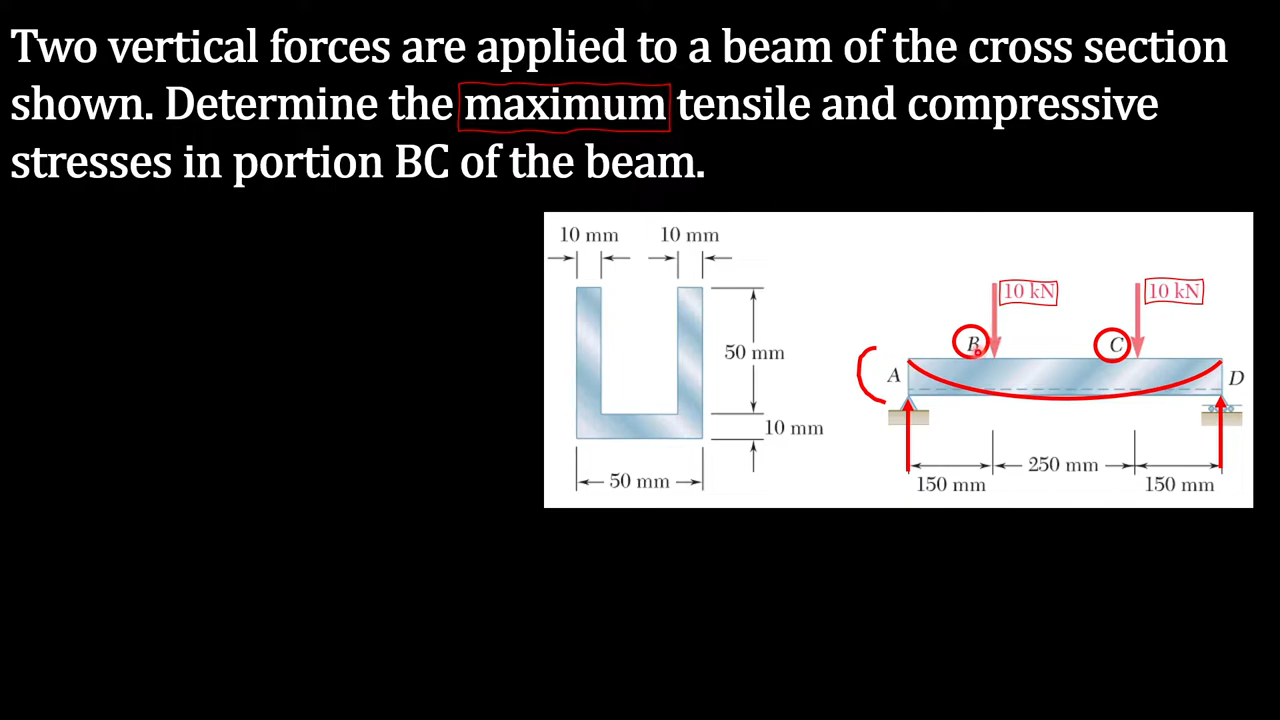 Two vertical forces are applied to a beam of the cross section
shown. Determine the maximum tensile and compressive
stresses in portion BC of the beam.
10 mm 10 mm
10 kN 10 kN
B C
50 mm
A D
10 mm
250 mm
50 mm
150 mm 150 mm